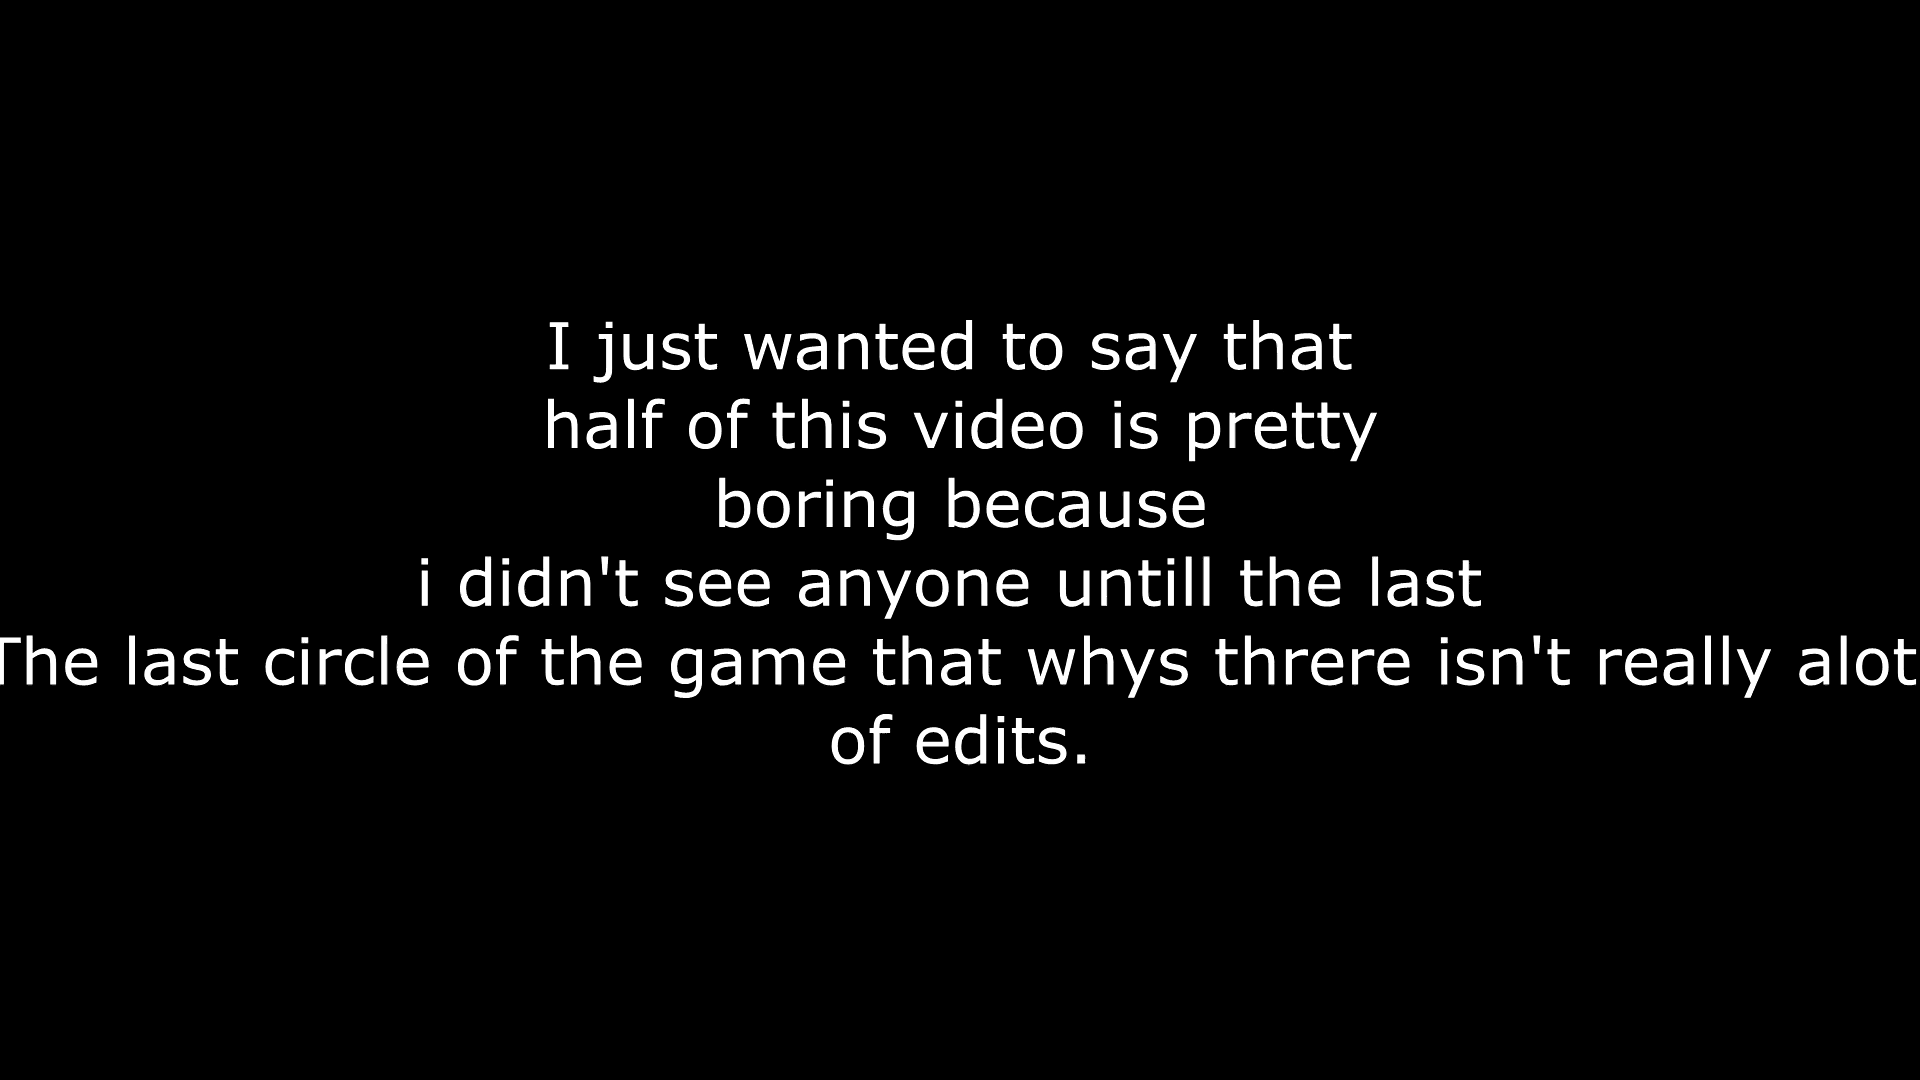 I just wanted to say that
half of this video is pretty
boring because
i didn't see anyone untill the last
The last circle of the game that whys threre isn't really alot
of edits.